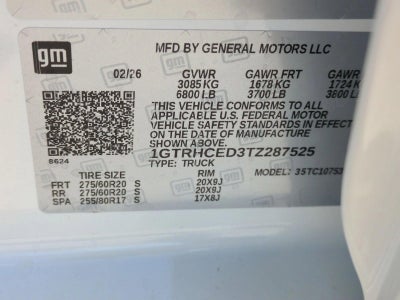 gm
MFD BY GENERAL MOTORS LLC
02/26 GVWR GAWR FRT GAWR
3085KG 1678 KG 1724
6800 LB 3700 LB 3800 LB
THIS VEHICLE CONFORMS TO ALL
APPLICABLE U.S. FEDERAL MOTOR
VEHICLE SAFETY STANDARDS IN EFFECT
ON THE DATE OF MANUFACTURE
SHOWN ABOVE.
8624 1GTRHCED3TZ287525
TYPE: TRUCK
TIRE SIZE RIM MODEL: 35TC10753
FRT 275/60R20 S 20X9J
RR 275/60R20 S 20X9J
SPA 255/80R17 S 17X8J